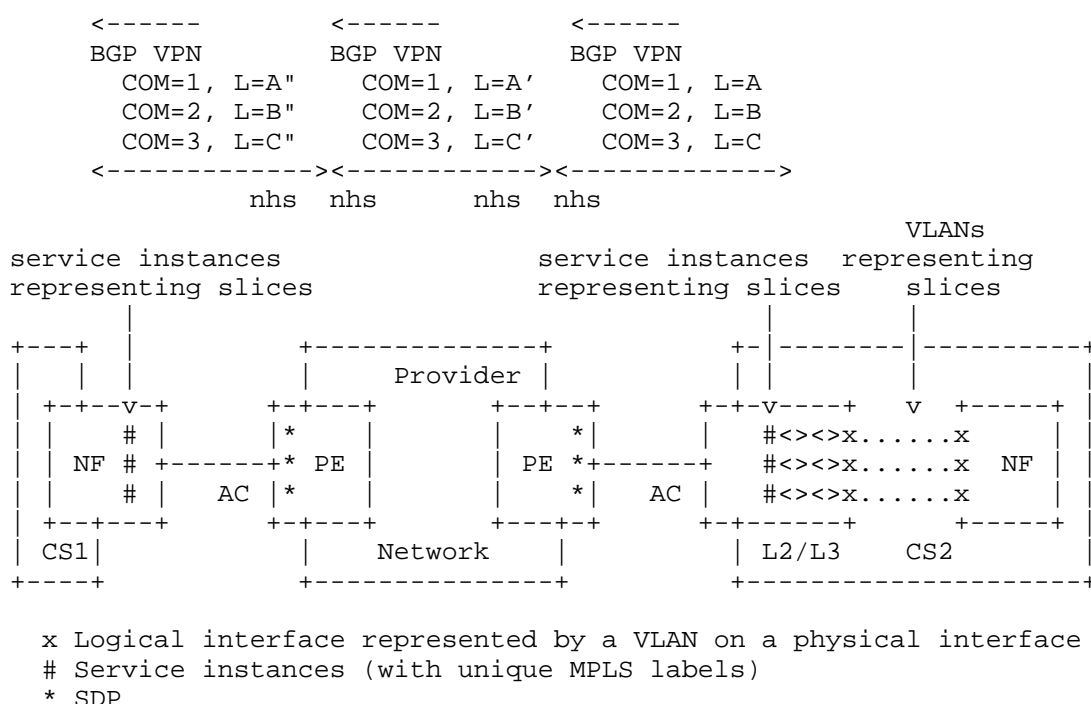 <------ <------ <------
BGP VPN BGP VPN BGP VPN
COM=1, L=A" COM=1, L=A’ COM=1, L=A
COM=2, L=B" COM=2, L=B’ COM=2, L=B
COM=3, L=C" COM=3, L=C’ COM=3, L=C
<-------------><------------><------------->
nhs nhs nhs nhs
VLANs
service instances service instances representing
representing slices representing slices slices
Provider
v v v
# * * #<><>x......x
NF # * PE PE * #<><>x......x NF
# AC * * AC #<><>x......x
CS1 Network L2/L3 CS2
x Logical interface represented by a VLAN on a physical interface
# Service instances (with unique MPLS labels)
* SDP